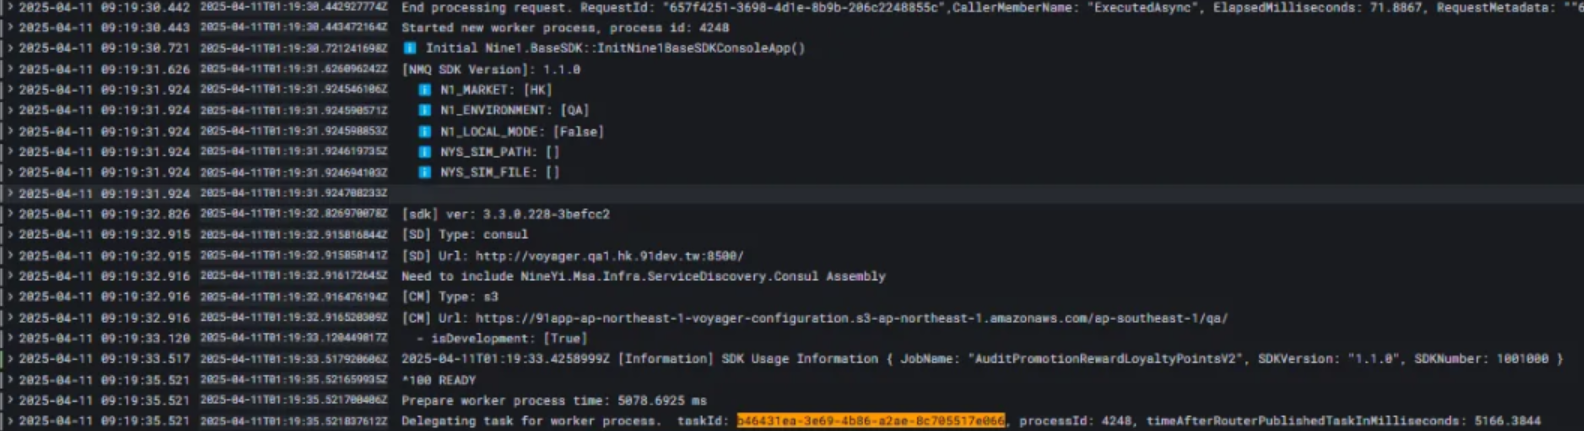 > 2025-04-11 09:19:30.442 2025-04-11T01:19:30.442927774Z End processing request. RequestId: "657f4251-3698-4d1e-8b9b-206c2248855c",CallerMemberName: "ExecutedAsync", ElapsedMilliseconds: 71.8867, RequestMetadata: ""6
> 2025-04-11 09:19:30.443 2025-04-11T01:19:30.443472164Z Started new worker process, process id: 4248
> 2025-04-11 09:19:30.721 2025-04-11T01:19:30.721241698Z ℹ Initial Nine1.BaseSDK::InitNine1BaseSDKConsoleApp()
> 2025-04-11 09:19:31.626 2025-04-11T01:19:31.626096242Z [NMQ SDK Version]: 1.1.0
> 2025-04-11 09:19:31.924 2025-04-11T01:19:31.924546106Z ℹ N1_MARKET: [HK]
> 2025-04-11 09:19:31.924 2025-04-11T01:19:31.924590571Z ℹ N1_ENVIRONMENT: [QA]
> 2025-04-11 09:19:31.924 2025-04-11T01:19:31.924598853Z ℹ N1_LOCAL_MODE: [False]
> 2025-04-11 09:19:31.924 2025-04-11T01:19:31.924619735Z ℹ NYS_SIM_PATH: []
> 2025-04-11 09:19:31.924 2025-04-11T01:19:31.924694103Z ℹ NYS_SIM_FILE: []
> 2025-04-11 09:19:31.924 2025-04-11T01:19:31.924708233Z
> 2025-04-11 09:19:32.826 2025-04-11T01:19:32.826970078Z [sdk] ver: 3.3.0.228-3befcc2
> 2025-04-11 09:19:32.915 2025-04-11T01:19:32.915816844Z [SD] Type: consul
> 2025-04-11 09:19:32.915 2025-04-11T01:19:32.915858141Z [SD] Url: http://voyager.qa1.hk.91dev.tw:8500/
> 2025-04-11 09:19:32.916 2025-04-11T01:19:32.916172645Z Need to include NineYi.Msa.Infra.ServiceDiscovery.Consul Assembly
> 2025-04-11 09:19:32.916 2025-04-11T01:19:32.916476194Z [CM] Type: s3
> 2025-04-11 09:19:32.916 2025-04-11T01:19:32.916520309Z [CM] Url: https://91app-ap-northeast-1-voyager-configuration.s3-ap-northeast-1.amazonaws.com/ap-southeast-1/qa/
> 2025-04-11 09:19:33.120 2025-04-11T01:19:33.120449817Z - isDevelopment: [True]
> 2025-04-11 09:19:33.517 2025-04-11T01:19:33.517920606Z 2025-04-11T01:19:33.4258999Z [Information] SDK Usage Information { JobName: "AuditPromotionRewardLoyaltyPointsV2", SDKVersion: "1.1.0", SDKNumber: 1001000 }
> 2025-04-11 09:19:35.521 2025-04-11T01:19:35.521659935Z ^100 READY
> 2025-04-11 09:19:35.521 2025-04-11T01:19:35.521700406Z Prepare worker process time: 5078.6925 ms
> 2025-04-11 09:19:35.521 2025-04-11T01:19:35.521837612Z Delegating task for worker process. taskId: b46431ea-3e69-4b86-a2ae-8c705517e066, processId: 4248, timeAfterRouterPublishedTaskInMilliseconds: 5166.3844